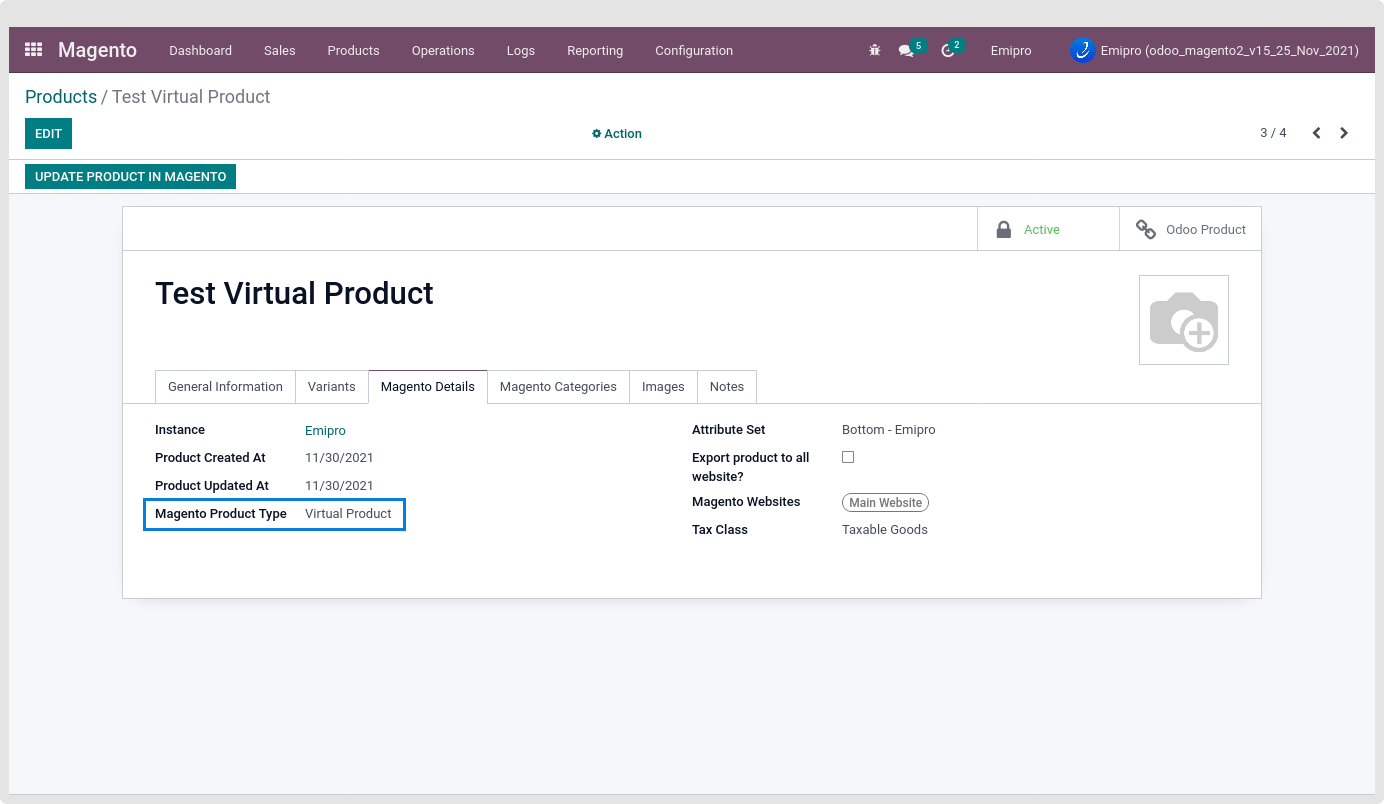 Magento Dashboard Sales Products Operations Logs Reporting Configuration 5 2 Emipro Emipro (odoo_magento2_v15_25_Nov_2021)
Products / Test Virtual Product
EDIT Action 3 / 4
UPDATE PRODUCT IN MAGENTO
Active Odoo Product
Test Virtual Product
General Information Variants Magento Details Magento Categories Images Notes
Instance Emipro
Product Created At 11/30/2021
Product Updated At 11/30/2021
Magento Product Type Virtual Product
Attribute Set Bottom - Emipro
Export product to all
website?
Magento Websites Main Website
Tax Class Taxable Goods